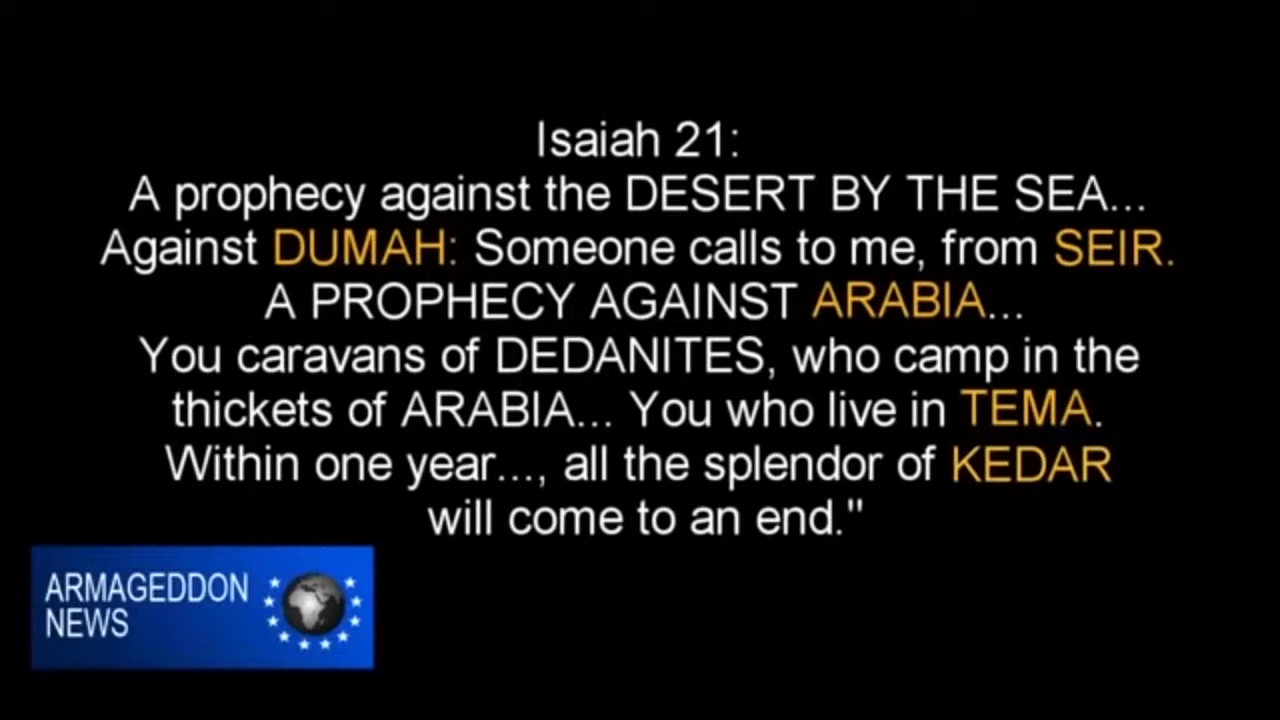 Isaiah 21:
A prophecy against the DESERT BY THE SEA...
Against DUMAH: Someone calls to me, from SEIR.
A PROPHECY AGAINST ARABIA...
You caravans of DEDANITES, who camp in the
thickets of ARABIA... You who live in TEMA.
Within one year..., all the splendor of KEDAR
will come to an end."
ARMAGEDDON
NEWS